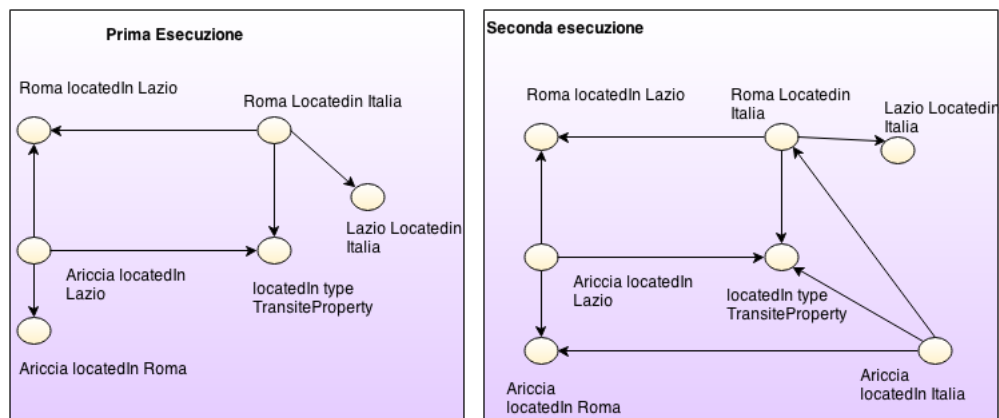 Prima Esecuzione
Roma locatedIn Lazio
Roma Locatedin Italia
Lazio Locatedin
Italia
Ariccia locatedIn
Lazio
locatedIn type
TransiteProperty
Ariccia locatedIn Roma
Seconda esecuzione
Roma locatedIn Lazio
Roma Locatedin
Italia
Lazio Locatedin
Italia
Ariccia locatedIn
Lazio
locatedIn type
TransiteProperty
Ariccia
locatedIn Roma
Ariccia
locatedIn Italia